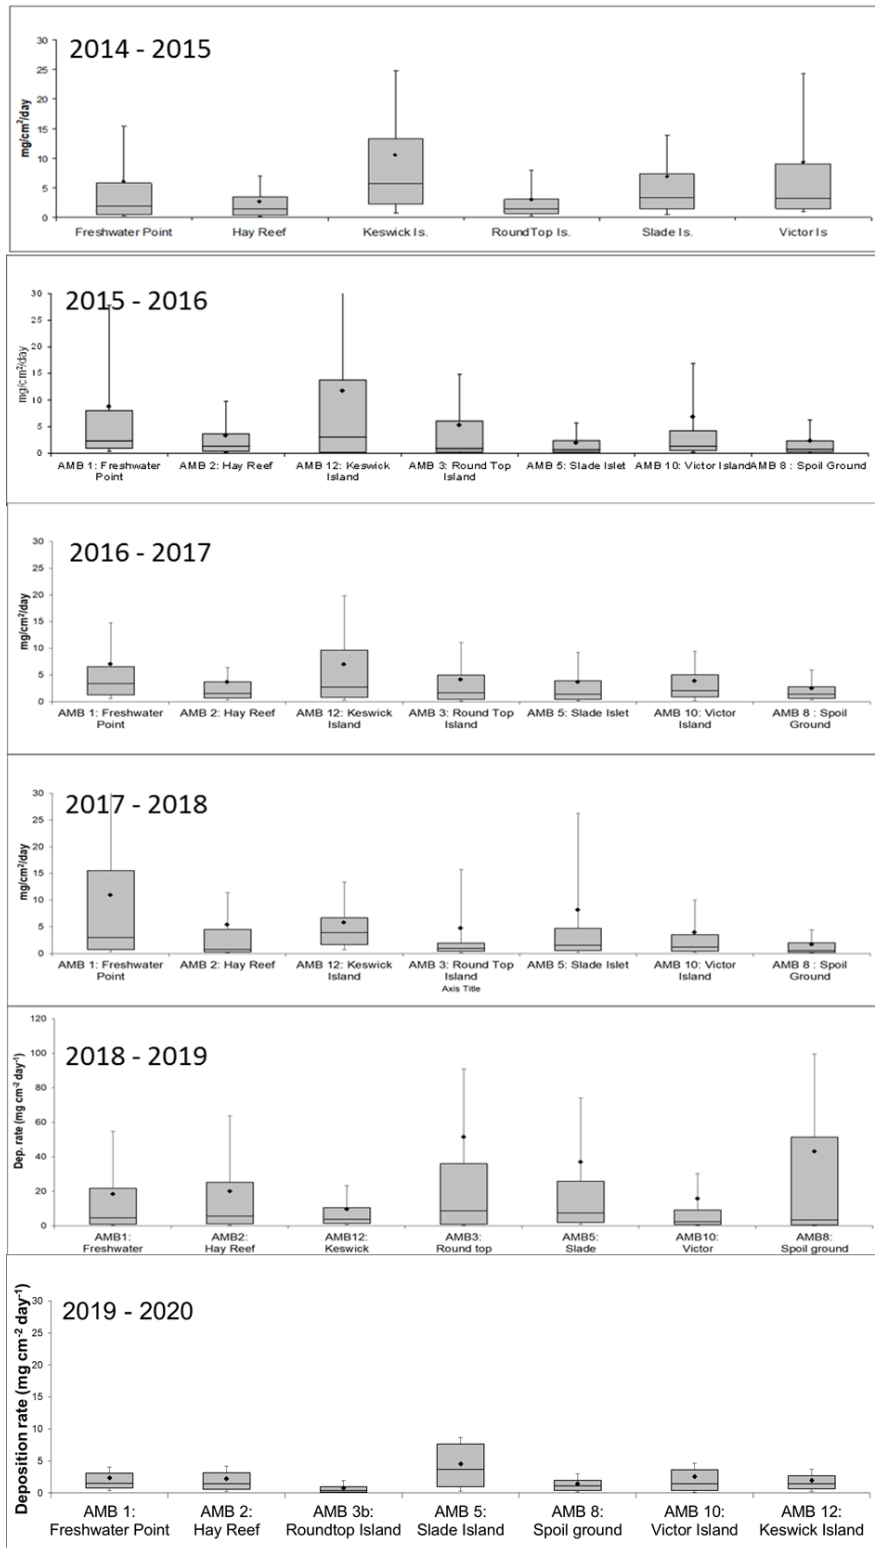 2014 - 2015
mg/cm²/day
30
25
20
15
10
5
0
Freshwater Point Hay Reef Keswick Is. RoundTop Is. Slade Is. Victor Is
2015 - 2016
mg/cm²/day
30
25
20
15
10
5
0
AMB 1: Freshwater Point AMB 2: Hay Reef AMB 12: Keswick Island AMB 3: Round Top Island AMB 5: Slade Islet AMB 10: Victor Island AMB 8 : Spoil Ground
2016 - 2017
mg/cm²/day
30
25
20
15
10
5
0
AMB 1: Freshwater Point AMB 2: Hay Reef AMB 12: Keswick Island AMB 3: Round Top Island AMB 5: Slade Islet AMB 10: Victor Island AMB 8 : Spoil Ground
2017 - 2018
mg/cm²/day
30
25
20
15
10
5
0
AMB 1: Freshwater Point AMB 2: Hay Reef AMB 12: Keswick Island AMB 3: Round Top Island AMB 5: Slade Islet AMB 10: Victor Island AMB 8 : Spoil Ground
Axis Title
2018 - 2019
Dep. rate (mg cm⁻² day⁻¹)
120
100
80
60
40
20
0
AMB1: Freshwater AMB2: Hay Reef AMB12: Keswick AMB3: Round top AMB5: Slade AMB10: Victor AMB8: Spoil ground
2019 - 2020
Deposition rate (mg cm⁻² day⁻¹)
30
25
20
15
10
5
0
AMB 1: Freshwater Point AMB 2: Hay Reef AMB 3b: Roundtop Island AMB 5: Slade Island AMB 8: Spoil ground AMB 10: Victor Island AMB 12: Keswick Island